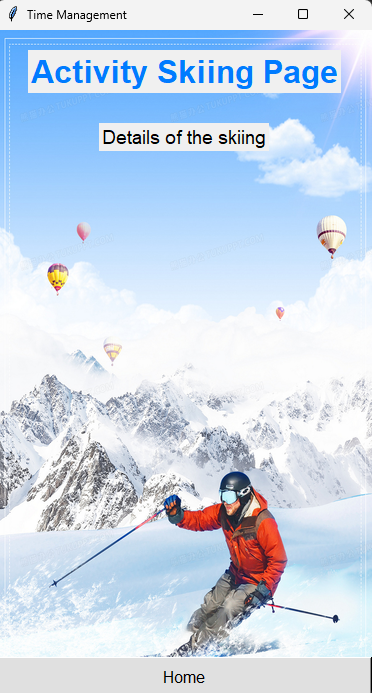 Time Management
Activity Skiing Page
Details of the skiing
Home